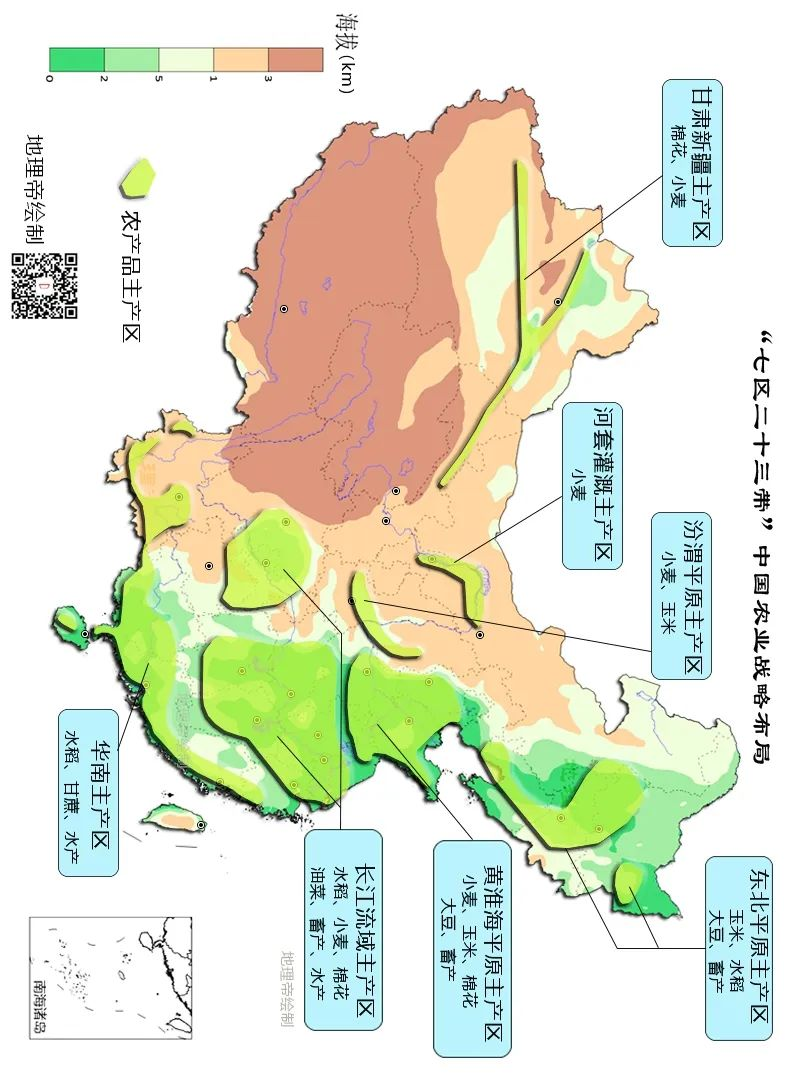 “七区二十三带”中国农业战略布局
甘肃新疆主产区
棉花、小麦
河套灌溉主产区
小麦
汾渭平原主产区
小麦、玉米
东北平原主产区
玉米、水稻
大豆、畜产
黄淮海平原主产区
小麦、玉米、棉花
大豆、畜产
长江流域主产区
水稻、小麦、棉花
油菜、畜产、水产
华南主产区
水稻、甘蔗、水产
海拔(km)
3
1
5
2
0
农产品主产区
地理帝绘制
南海诸岛
地理帝绘制